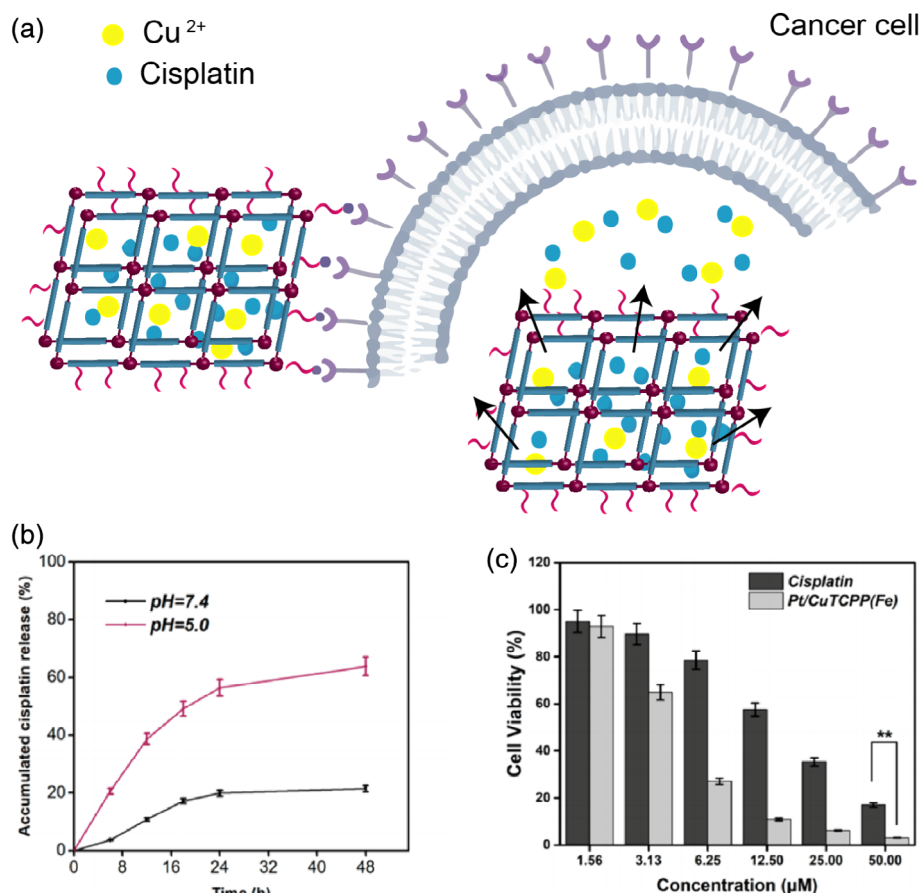 (a)
Cu2+
Cisplatin
Cancer cell
(b)
Accumulated cisplatin release (%)
100
80
60
40
20
0
pH=7.4
pH=5.0
0 8 16 24 32 40 48
Time (h)
(c)
Cell Viability (%)
120
100
80
60
40
20
0
Cisplatin
Pt/CuTCPP(Fe)
**
1.56 3.13 6.25 12.50 25.00 50.00
Concentration (μM)